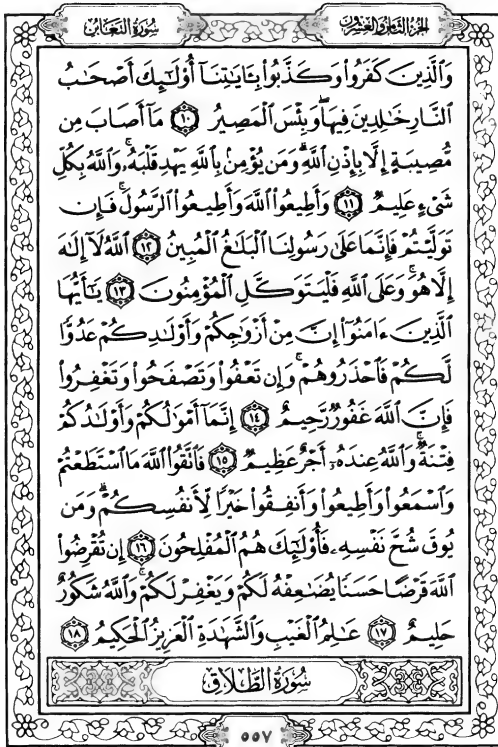 الجزء الثامن والعشرون
سورة التغابن
وَالَّذِينَ كَفَرُوا۟ وَكَذَّبُوا۟ بِـَٔايَٰتِنَآ أُو۟لَٰٓئِكَ أَصْحَٰبُ
النَّارِ خَٰلِدِينَ فِيهَا ۖ وَبِئْسَ الْمَصِيرُ ١٠ مَآ أَصَابَ مِن
مُّصِيبَةٍ إِلَّا بِإِذْنِ اللَّهِ ۗ وَمَن يُؤْمِنۢ بِاللَّهِ يَهْدِ قَلْبَهُۥ ۚ وَاللَّهُ بِكُلِّ
شَىْءٍ عَلِيمٌ ١١ وَأَطِيعُوا۟ اللَّهَ وَأَطِيعُوا۟ الرَّسُولَ ۚ فَإِن
تَوَلَّيْتُمْ فَإِنَّمَا عَلَىٰ رَسُولِنَا الْبَلَٰغُ الْمُبِينُ ١٢ اللَّهُ لَآ إِلَٰهَ
إِلَّا هُوَ ۚ وَعَلَى اللَّهِ فَلْيَتَوَكَّلِ الْمُؤْمِنُونَ ١٣ يَٰٓأَيُّهَا
الَّذِينَ ءَامَنُوٓا۟ إِنَّ مِنْ أَزْوَٰجِكُمْ وَأَوْلَٰدِكُمْ عَدُوًّا
لَّكُمْ فَاحْذَرُوهُمْ ۚ وَإِن تَعْفُوا۟ وَتَصْفَحُوا۟ وَتَغْفِرُوا۟
فَإِنَّ اللَّهَ غَفُورٌ رَّحِيمٌ ١٤ إِنَّمَآ أَمْوَٰلُكُمْ وَأَوْلَٰدُكُمْ
فِتْنَةٌ ۚ وَاللَّهُ عِندَهُۥٓ أَجْرٌ عَظِيمٌ ١٥ فَاتَّقُوا۟ اللَّهَ مَا اسْتَطَعْتُمْ
وَاسْمَعُوا۟ وَأَطِيعُوا۟ وَأَنفِقُوا۟ خَيْرًا لِّأَنفُسِكُمْ ۗ وَمَن
يُوقَ شُحَّ نَفْسِهِۦ فَأُو۟لَٰٓئِكَ هُمُ الْمُفْلِحُونَ ١٦ إِن تُقْرِضُوا۟
اللَّهَ قَرْضًا حَسَنًا يُضَٰعِفْهُ لَكُمْ وَيَغْفِرْ لَكُمْ ۚ وَاللَّهُ شَكُورٌ
حَلِيمٌ ١٧ عَٰلِمُ الْغَيْبِ وَالشَّهَٰدَةِ الْعَزِيزُ الْحَكِيمُ ١٨
سُورَةُ الطَّلَاقِ
٥٥٧